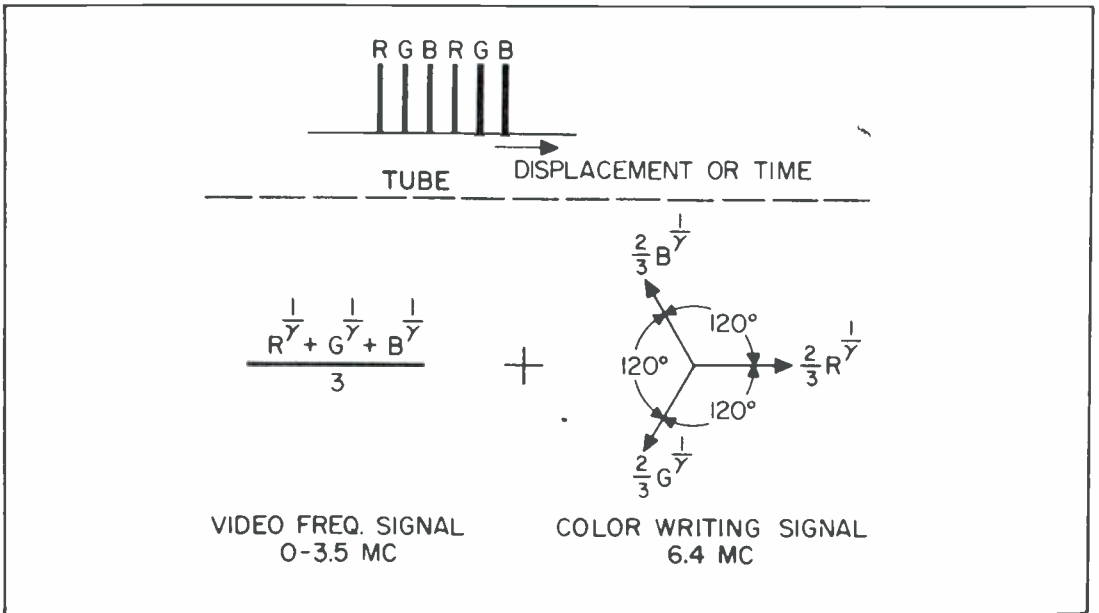 R G B R G B
DISPLACEMENT OR TIME
TUBE
R^(1/γ) + G^(1/γ) + B^(1/γ)
3
+
2/3 B^(1/γ)
120°
120°
2/3 R^(1/γ)
120°
2/3 G^(1/γ)
VIDEO FREQ. SIGNAL
0-3.5 MC
COLOR WRITING SIGNAL
6.4 MC